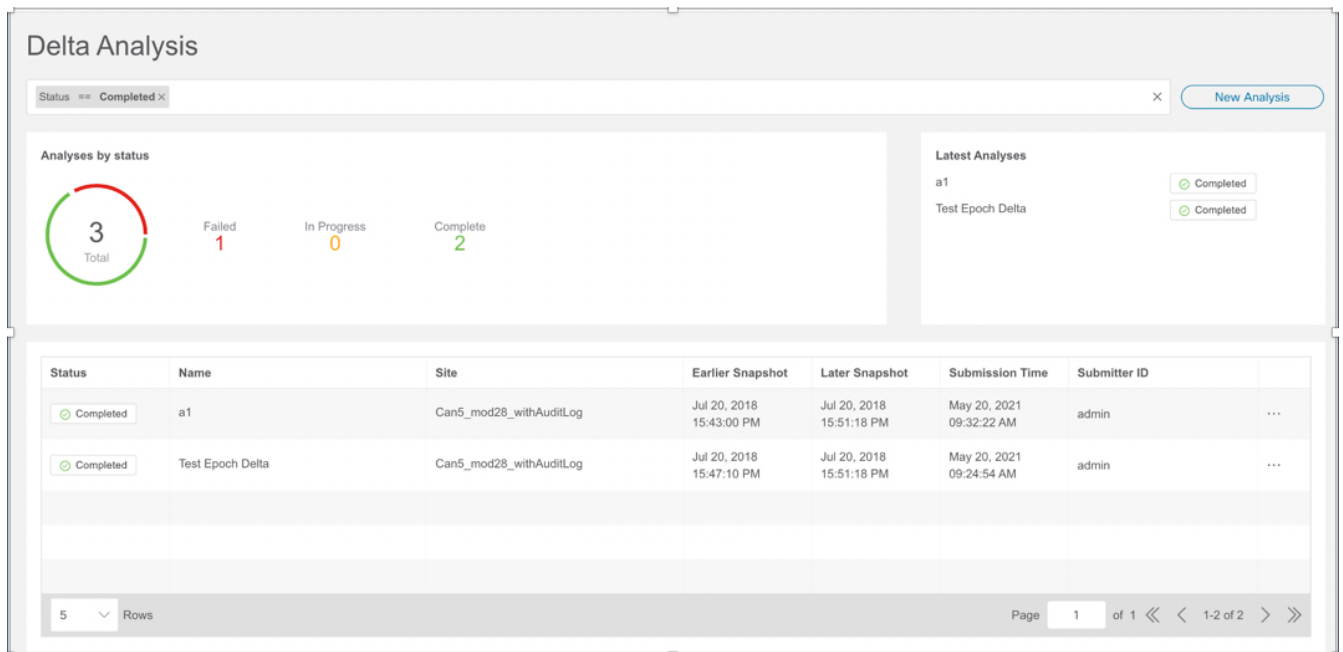 Delta Analysis
Status == Completed ×
New Analysis
Analyses by status
3
Total
Failed
1
In Progress
0
Complete
2
Latest Analyses
a1 Completed
Test Epoch Delta Completed
Status Name Site Earlier Snapshot Later Snapshot Submission Time Submitter ID
Completed a1 Can5_mod28_withAuditLog Jul 20, 2018 15:43:00 PM Jul 20, 2018 15:51:18 PM May 20, 2021 09:32:22 AM admin ...
Completed Test Epoch Delta Can5_mod28_withAuditLog Jul 20, 2018 15:47:10 PM Jul 20, 2018 15:51:18 PM May 20, 2021 09:24:54 AM admin ...
5 Rows Page 1 of 1 1-2 of 2